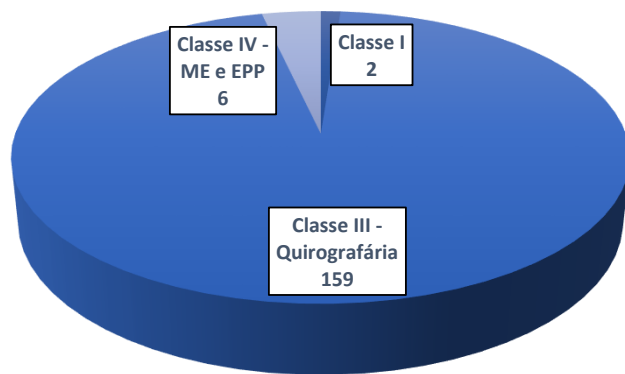 Classe IV -
ME e EPP
6
Classe I
2
Classe III -
Quirografária
159